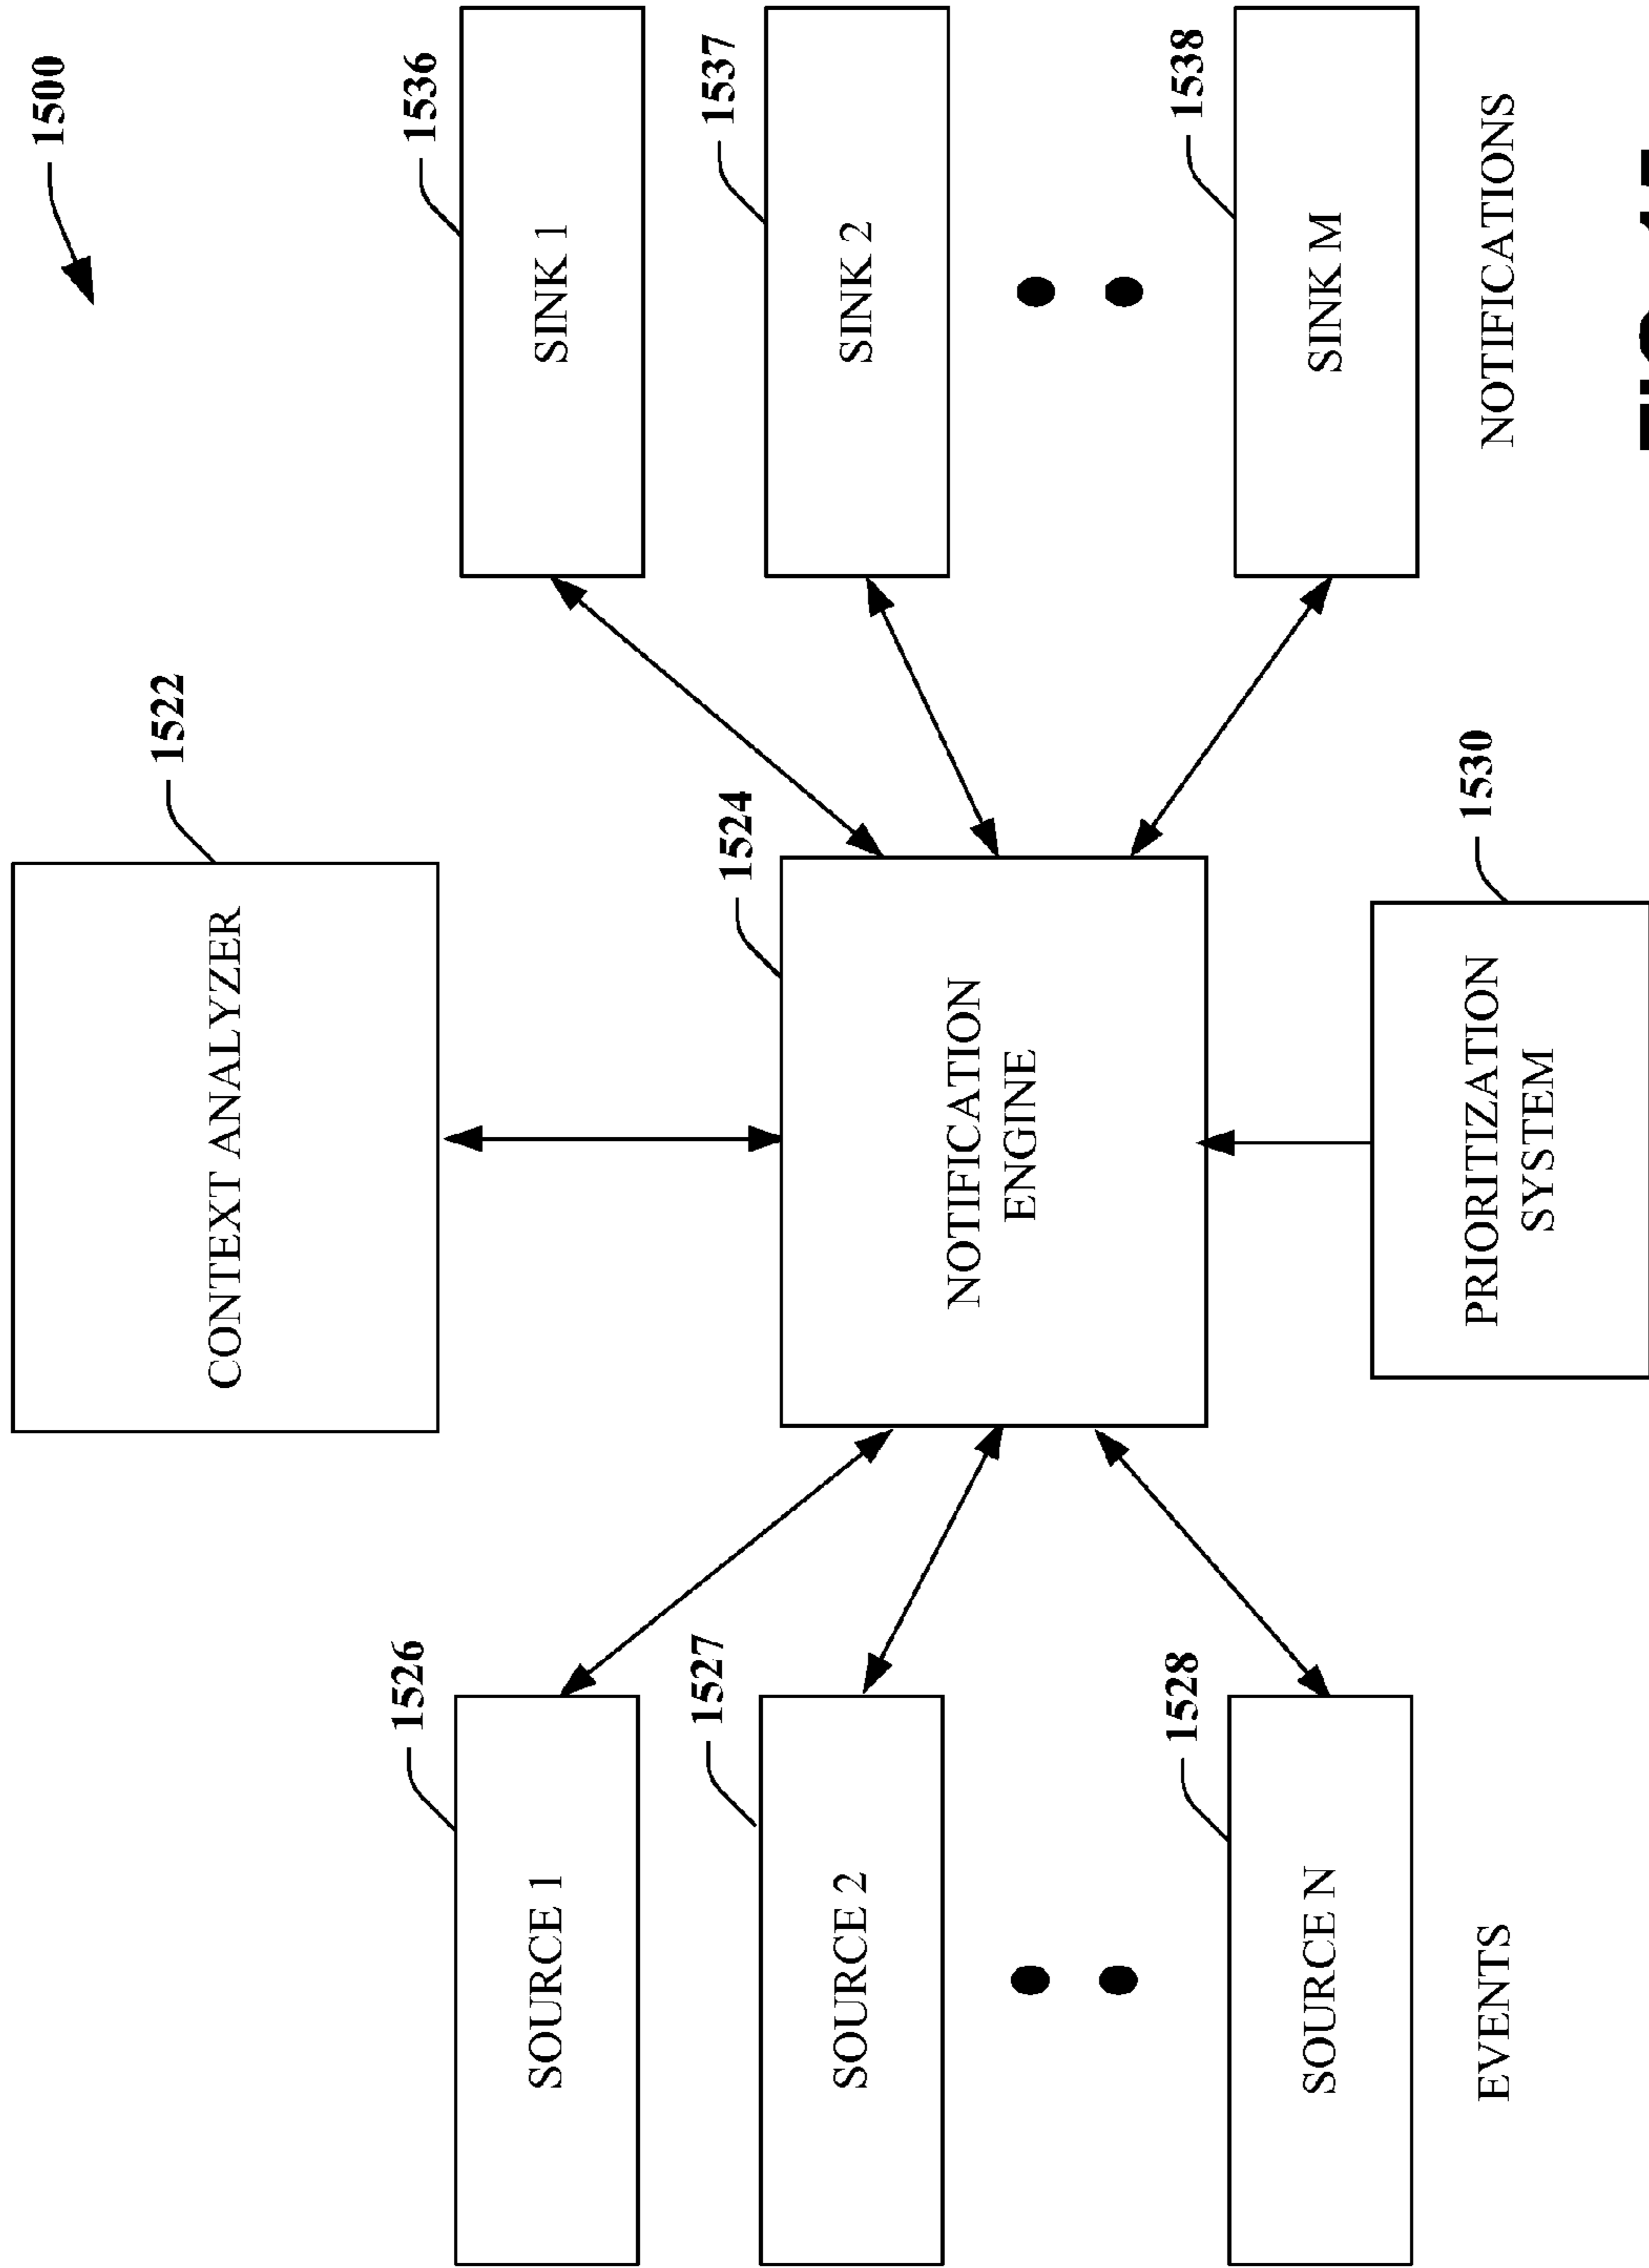 1500
1522
CONTEXT ANALYZER
1526
SOURCE 1
1527
SOURCE 2
1528
SOURCE N
EVENTS
1524
NOTIFICATION
ENGINE
1530
PRIORITIZATION
SYSTEM
1536
SINK 1
1537
SINK 2
1538
SINK M
NOTIFICATIONS